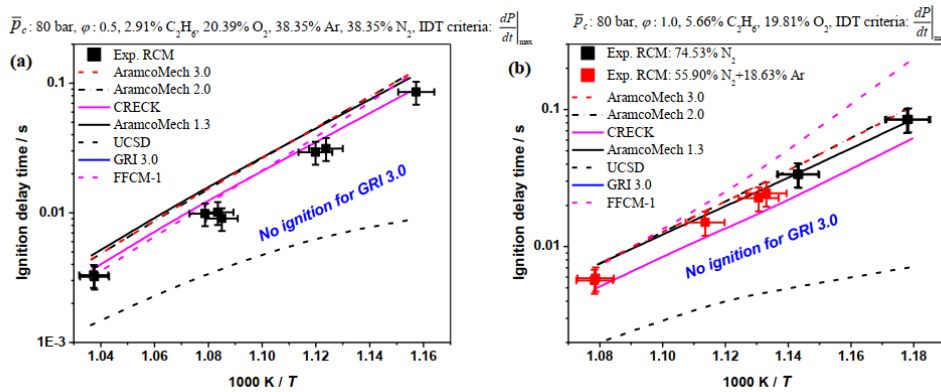 p̅c: 80 bar, φ : 0.5, 2.91% C2H6, 20.39% O2, 38.35% Ar, 38.35% N2, IDT criteria: dP/dt|max
(a)
Exp. RCM
AramcoMech 3.0
AramcoMech 2.0
CRECK
AramcoMech 1.3
UCSD
GRI 3.0
FFCM-1
No ignition for GRI 3.0
Ignition delay time / s
0.1
0.01
1E-3
1.04 1.06 1.08 1.10 1.12 1.14 1.16
1000 K / T
p̅c: 80 bar, φ : 1.0, 5.66% C2H6, 19.81% O2, IDT criteria: dP/dt|m
(b)
Exp. RCM: 74.53% N2
Exp. RCM: 55.90% N2+18.63% Ar
AramcoMech 3.0
AramcoMech 2.0
CRECK
AramcoMech 1.3
UCSD
GRI 3.0
FFCM-1
No ignition for GRI 3.0
Ignition delay time / s
0.1
0.01
1.08 1.10 1.12 1.14 1.16 1.18
1000 K / T